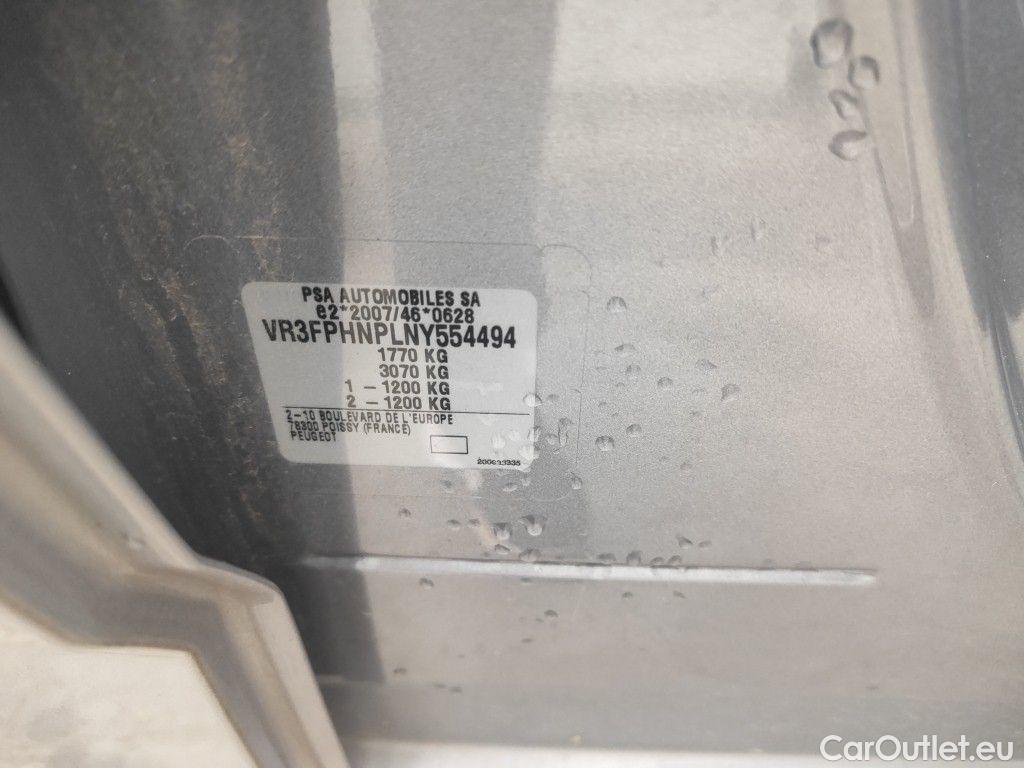 PSA AUTOMOBILES SA
e2*2007/46*0628
VR3FPHNPLNY554494
1770 KG
3070 KG
1 – 1200 KG
2 – 1200 KG
2–10 BOULEVARD DE L'EUROPE
78300 POISSY (FRANCE)
PEUGEOT
CarOutlet.eu